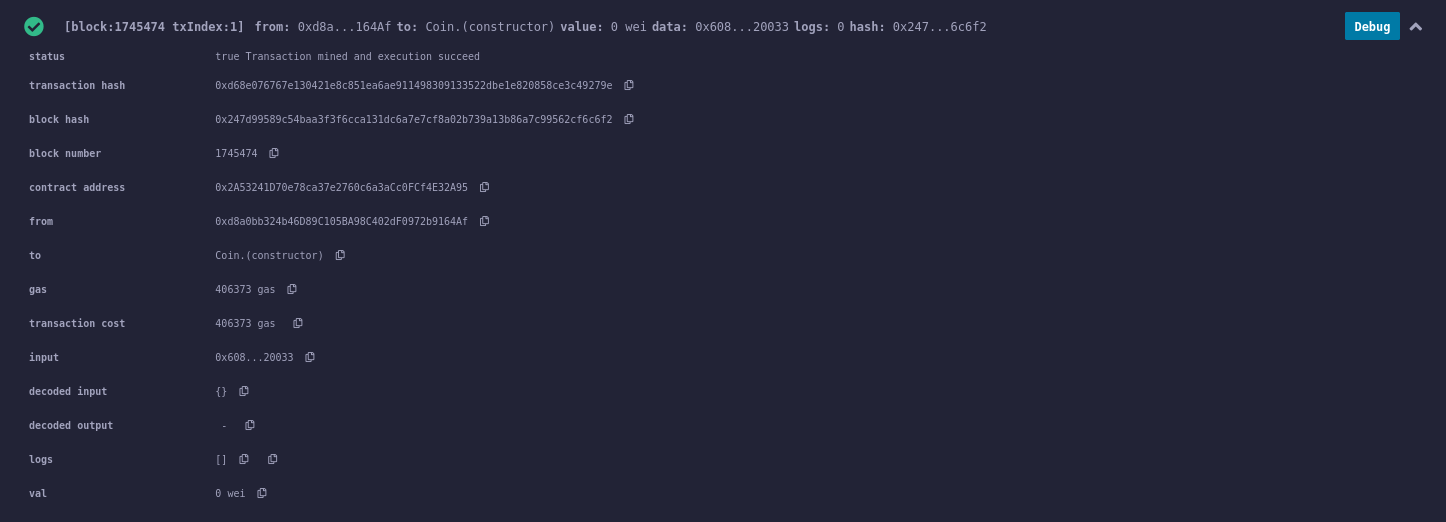 [block:1745474 txIndex:1] from: 0xd8a...164Af to: Coin.(constructor) value: 0 wei data: 0x608...20033 logs: 0 hash: 0x247...6c6f2 Debug
status true Transaction mined and execution succeed
transaction hash 0xd68e076767e130421e8c851ea6ae911498309133522dbe1e820858ce3c49279e
block hash 0x247d99589c54baa3f3f6cca131dc6a7e7cf8a02b739a13b86a7c99562cf6c6f2
block number 1745474
contract address 0x2A53241D70e78ca37e2760c6a3aCc0FCf4E32A95
from 0xd8a0bb324b46D89C105BA98C402dF0972b9164Af
to Coin.(constructor)
gas 406373 gas
transaction cost 406373 gas
input 0x608...20033
decoded input {}
decoded output -
logs []
val 0 wei